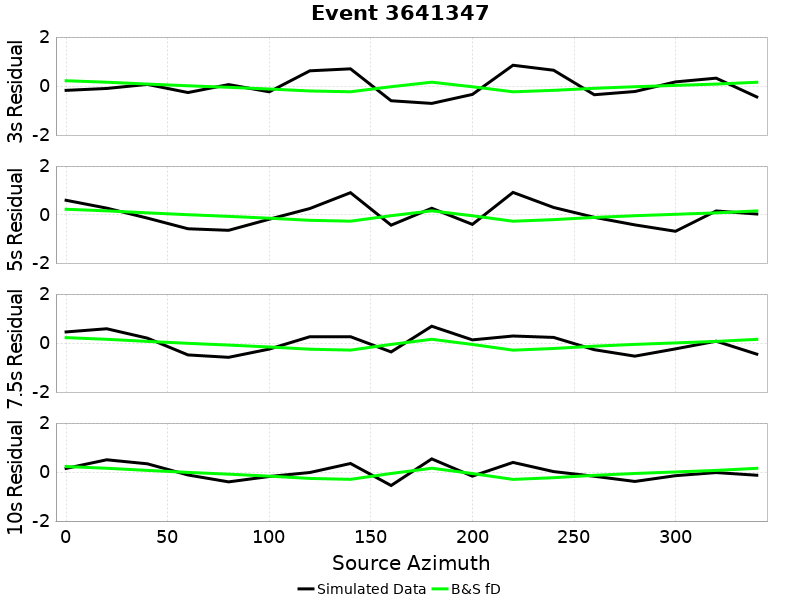 Event 3641347
3s Residual
2
0
-2
5s Residual
2
0
-2
7.5s Residual
2
0
-2
10s Residual
2
0
-2
0 50 100 150 200 250 300
Source Azimuth
Simulated Data B&S fD